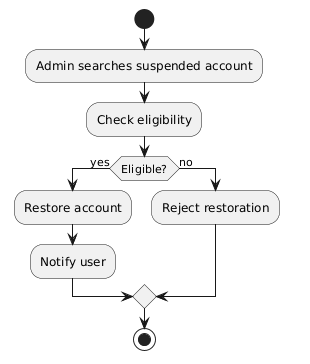 Admin searches suspended account
Check eligibility
yes
Eligible?
no
Restore account
Reject restoration
Notify user